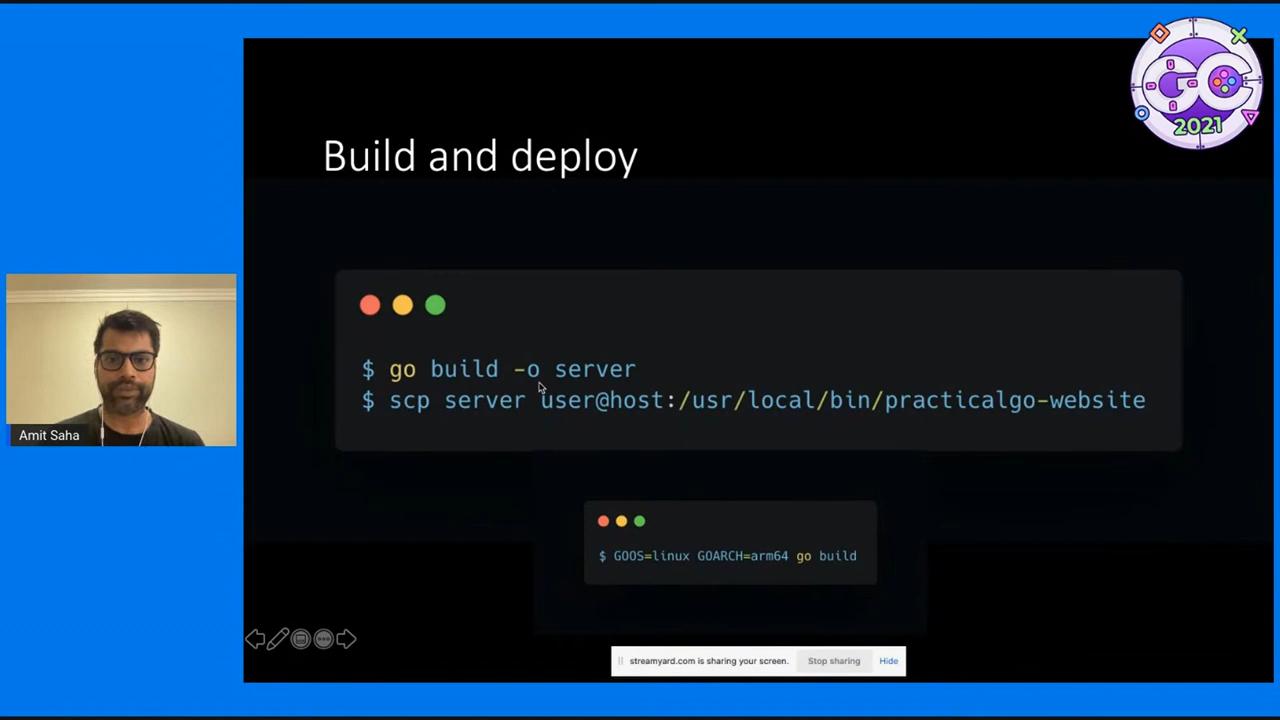 GC
2021
Build and deploy
$ go build -o server
$ scp server user@host:/usr/local/bin/practicalgo-website
Amit Saha
$ GOOS=linux GOARCH=arm64 go build
streamyard.com is sharing your screen. Stop sharing Hide